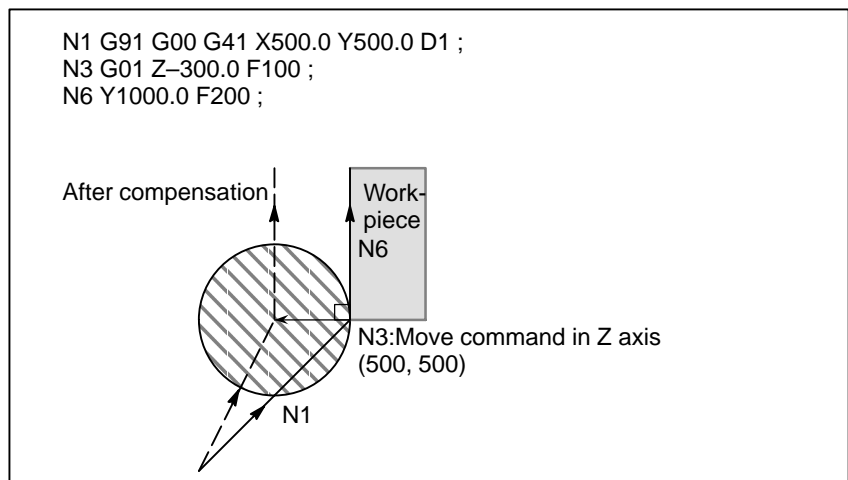 N1 G91 G00 G41 X500.0 Y500.0 D1 ;
N3 G01 Z–300.0 F100 ;
N6 Y1000.0 F200 ;
After compensation
Work-
piece
N6
N3:Move command in Z axis
(500, 500)
N1